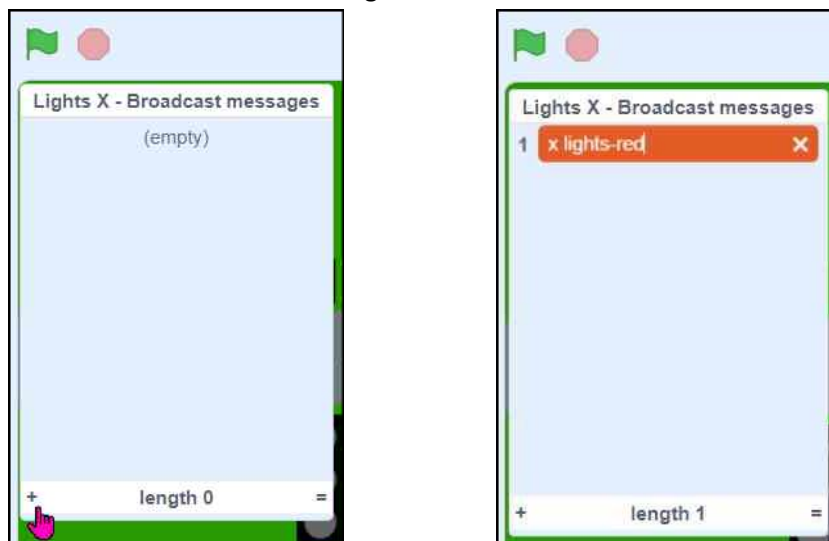 Lights X - Broadcast messages
(empty)
+ length 0 =
Lights X - Broadcast messages
1 x lights-red ×
+ length 1 =